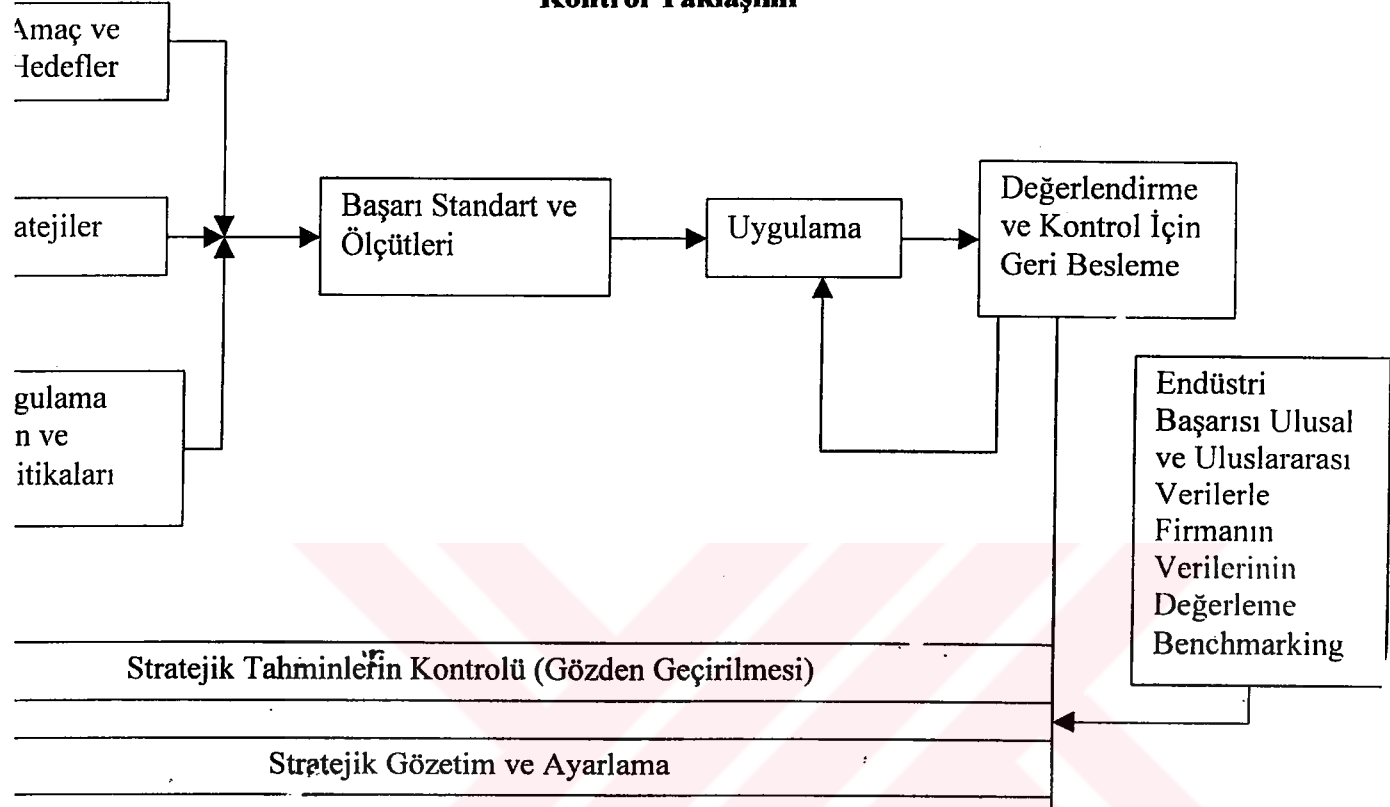 Kontrol Yaklaşımı
Amaç ve
Hedefler
atejiler
gulama
n ve
itikaları
Başarı Standart ve
Ölçütleri
Uygulama
Değerlendirme
ve Kontrol İçin
Geri Besleme
Endüstri
Başarısı Ulusal
ve Uluslararası
Verilerle
Firmanın
Verilerinin
Değerleme
Benchmarking
Stratejik Tahminlerin Kontrolü (Gözden Geçirilmesi)
Stratejik Gözetim ve Ayarlama